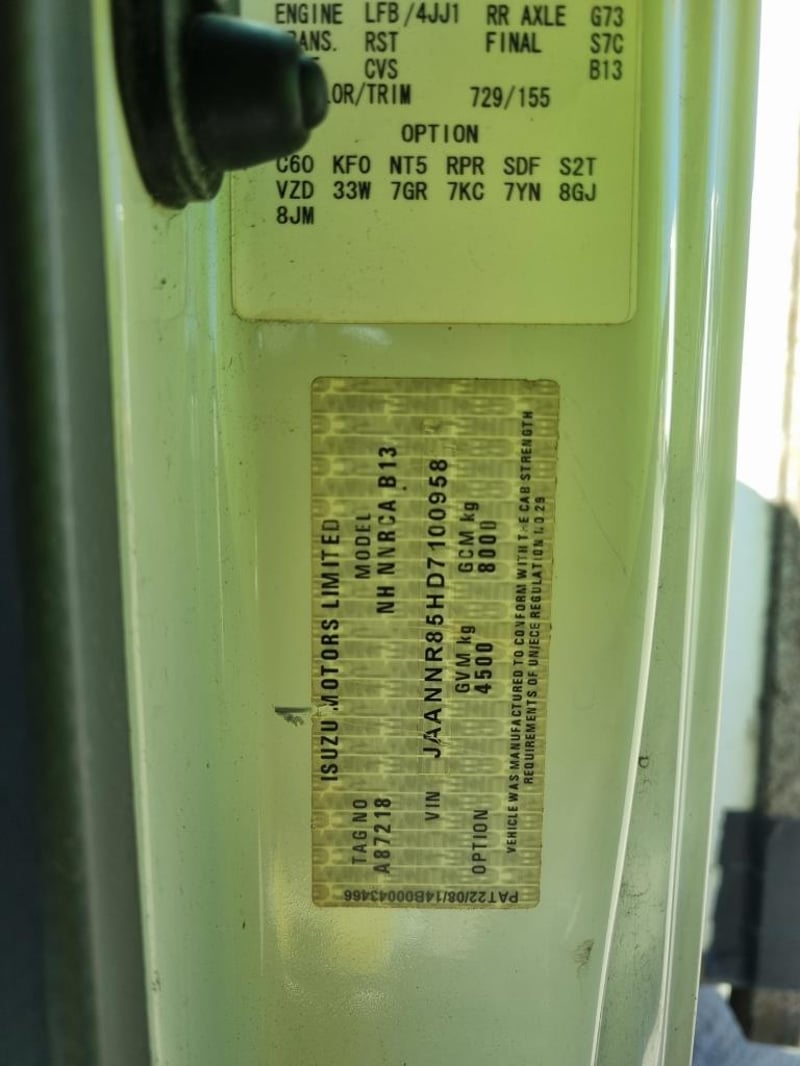 ENGINE LFB/4JJ1 RR AXLE G73
ANS. RST FINAL S7C
CVS B13
LOR/TRIM 729/155
OPTION
C60 KFO NT5 RPR SDF S2T
VZD 33W 7GR 7KC 7YN 8GJ
8JM
ISUZU MOTORS LIMITED
TAG NO MODEL
A87218 NH NNRCA B13
VIN JAANNR85HD7100958
GVM kg GCM kg
OPTION 4500 8000
VEHICLE WAS MANUFACTURED TO CONFORM WITH THE CAB STRENGTH
REQUIREMENTS OF UN/ECE REGULATION NO 29
PAT22/08/14B00043466